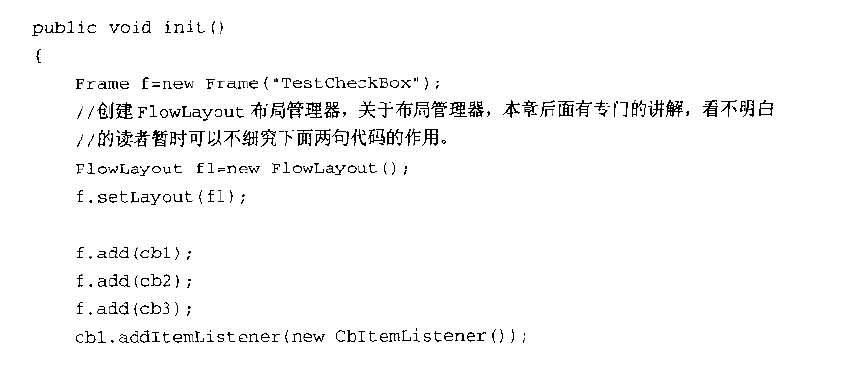 public void init()
{
Frame f=new Frame("TestCheckBox");
//创建FlowLayout 布局管理器，关于布局管理器，本章后面有专门的讲解，看不明白
//的读者暂时可以不细究下面两句代码的作用。
FlowLayout fl=new FlowLayout();
f.setLayout(fl);
f.add(cb1);
f.add(cb2);
f.add(cb3);
cb1.addItemListener(new CbItemListener());